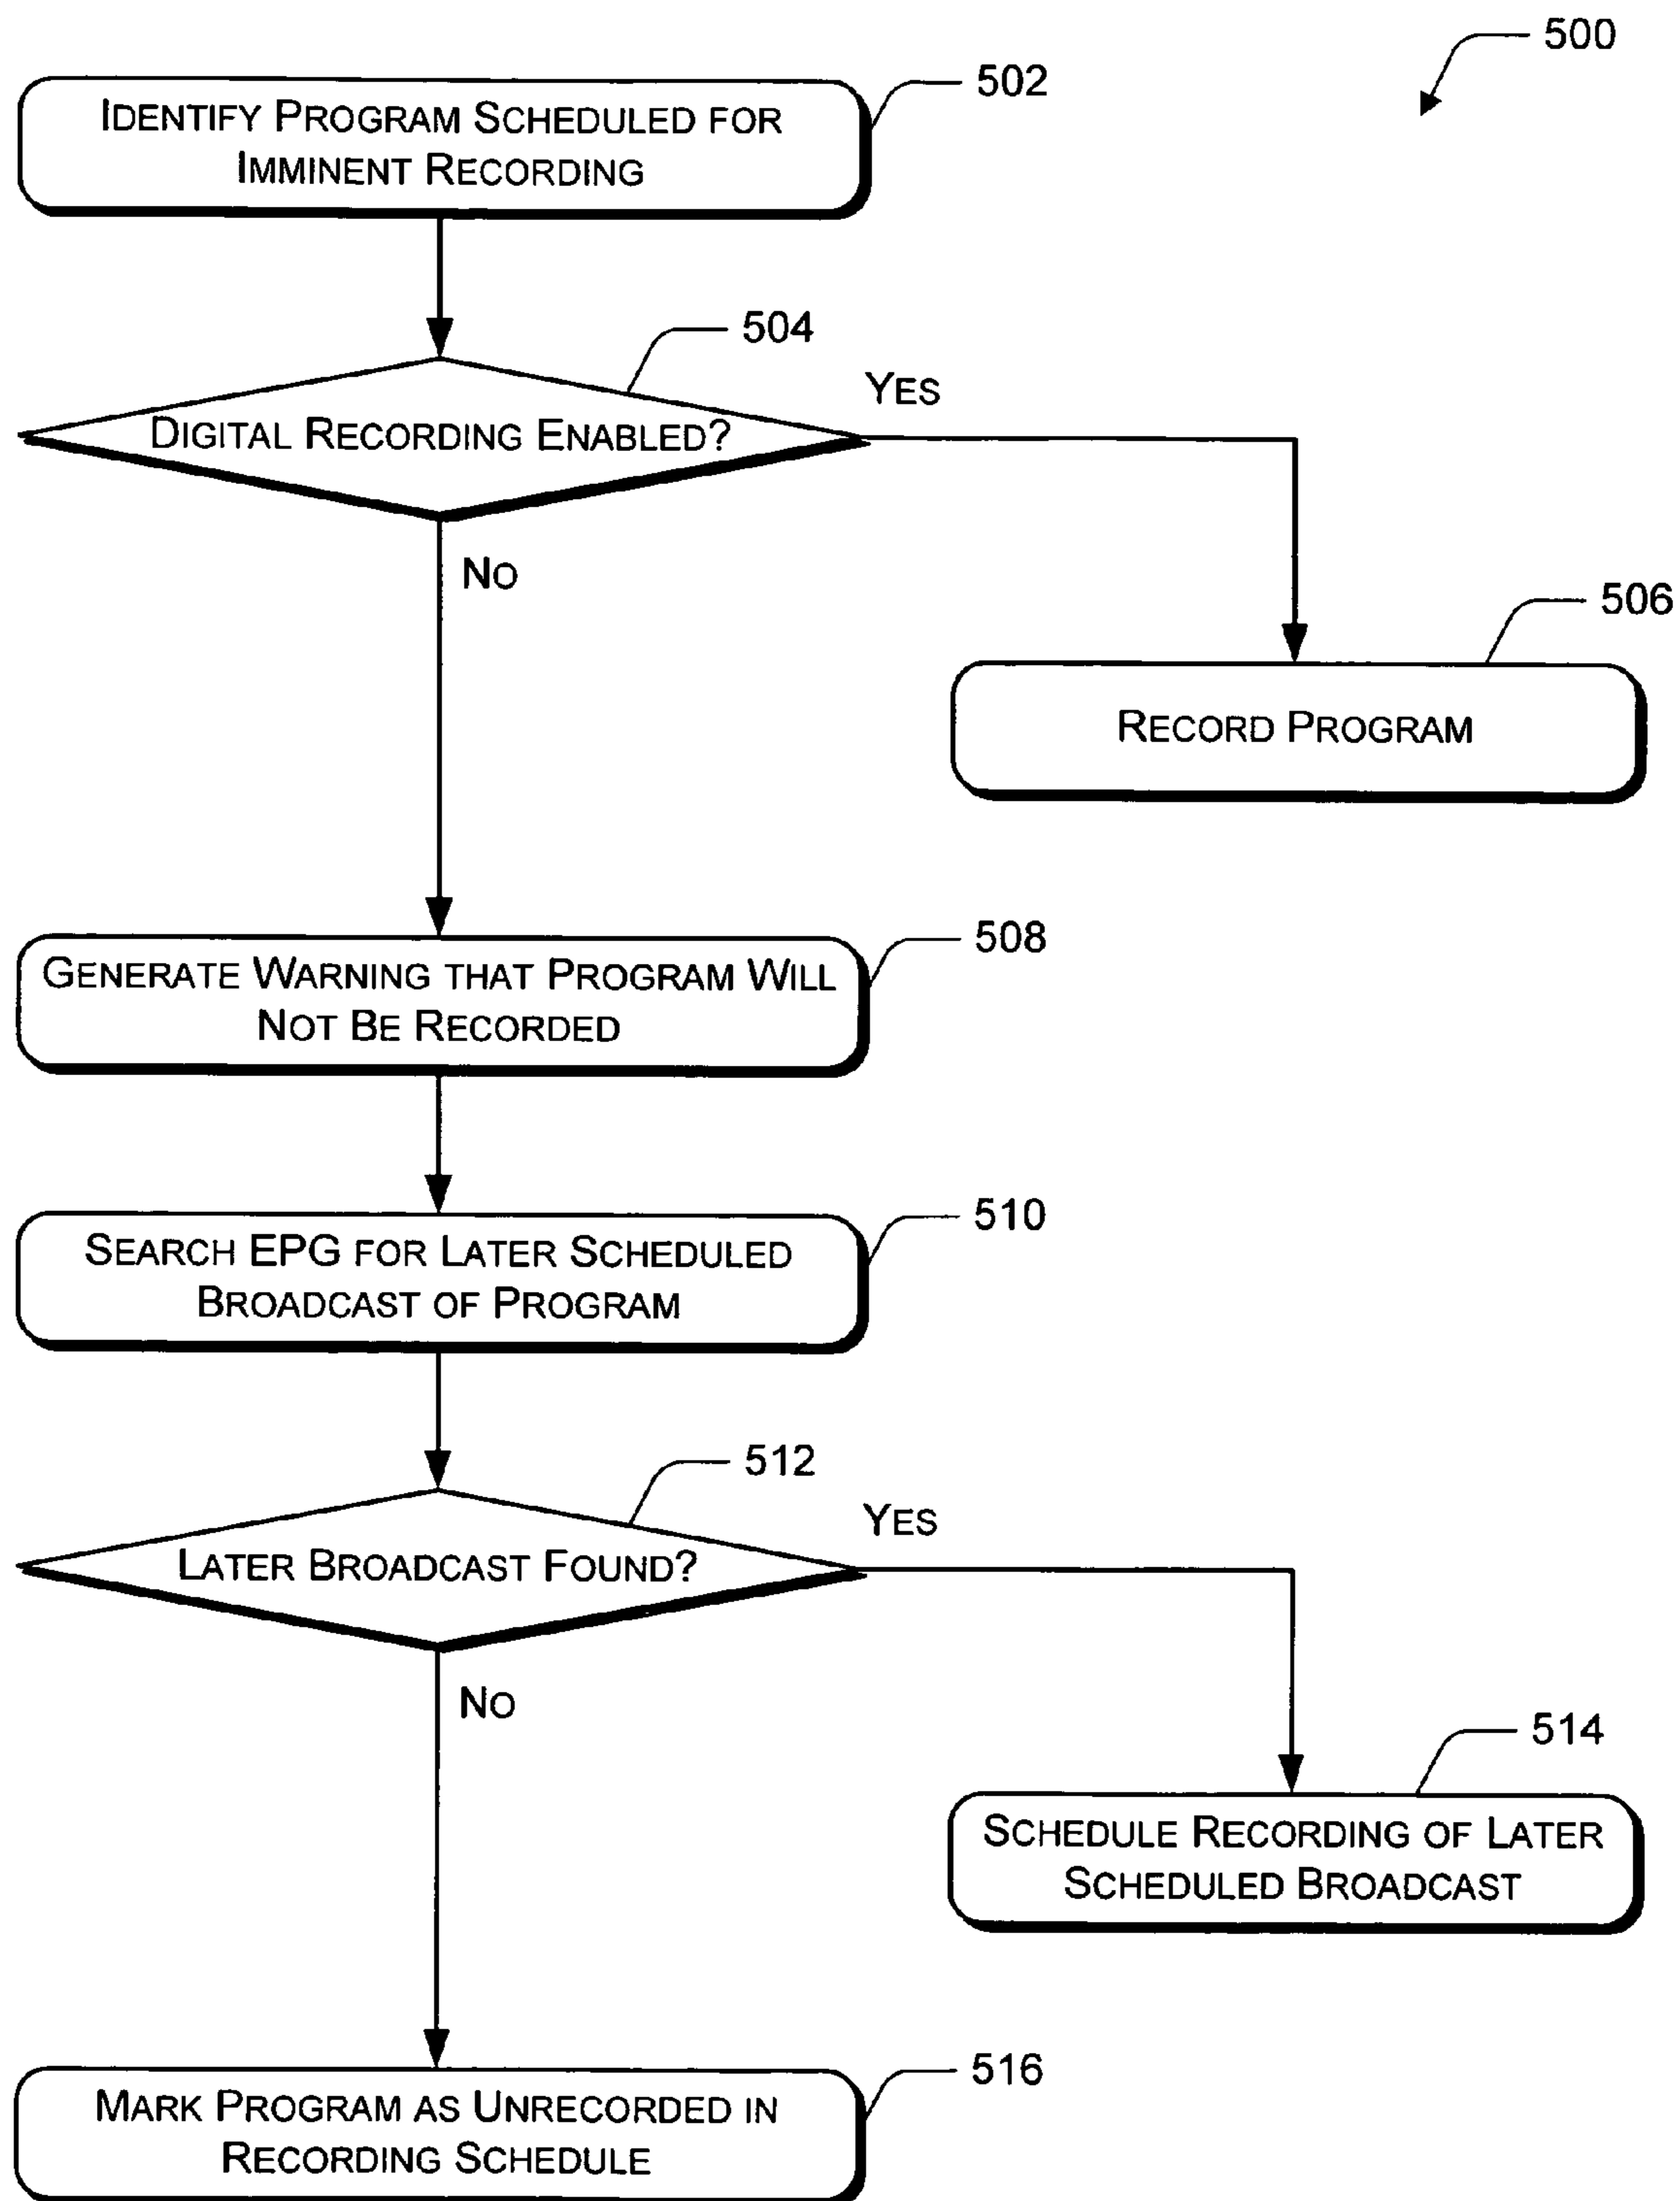 500
502
IDENTIFY PROGRAM SCHEDULED FOR
IMMINENT RECORDING
504
DIGITAL RECORDING ENABLED?
YES
NO
506
RECORD PROGRAM
508
GENERATE WARNING THAT PROGRAM WILL
NOT BE RECORDED
510
SEARCH EPG FOR LATER SCHEDULED
BROADCAST OF PROGRAM
512
LATER BROADCAST FOUND?
YES
NO
514
SCHEDULE RECORDING OF LATER
SCHEDULED BROADCAST
516
MARK PROGRAM AS UNRECORDED IN
RECORDING SCHEDULE